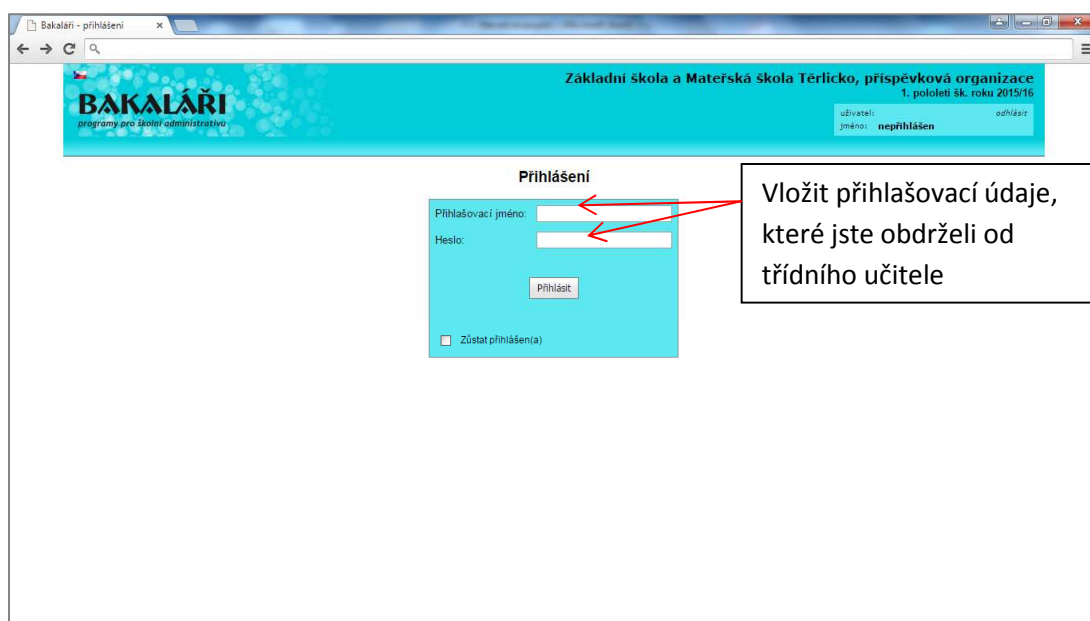 Bakaláři - přihlášení
Základní škola a Mateřská škola Těrlicko, příspěvková organizace
1. pololetí šk. roku 2015/16
BAKALÁŘI
programy pro školní administrativu
uživatel:
odhlásit
jméno: nepřihlášen
Přihlášení
Přihlašovací jméno:
Heslo:
Přihlásit
Zůstat přihlášen(a)
Vložit přihlašovací údaje,
které jste obdrželi od
třídního učitele